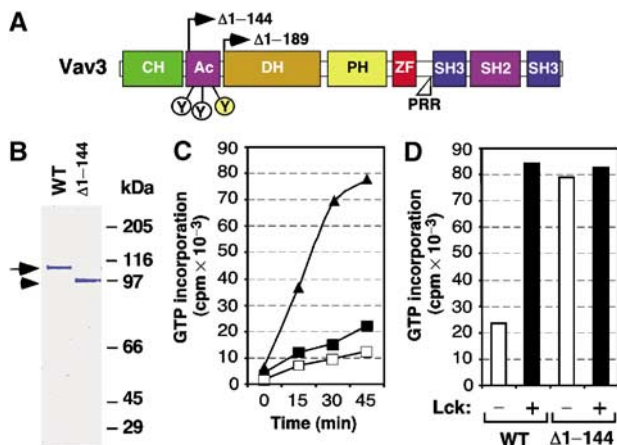 A
Δ1–144
Δ1–189
Vav3
CH
Ac
DH
PH
ZF
SH3
SH2
SH3
Y
Y
Y
PRR
B
WT
Δ1–144
kDa
205
116
97
66
45
29
C
GTP incorporation
(cpm × 10⁻³)
90
80
70
60
50
40
30
20
10
0
0 15 30 45
Time (min)
D
GTP incorporation
(cpm × 10⁻³)
90
80
70
60
50
40
30
20
10
0
Lck: – + – +
WT Δ1–144